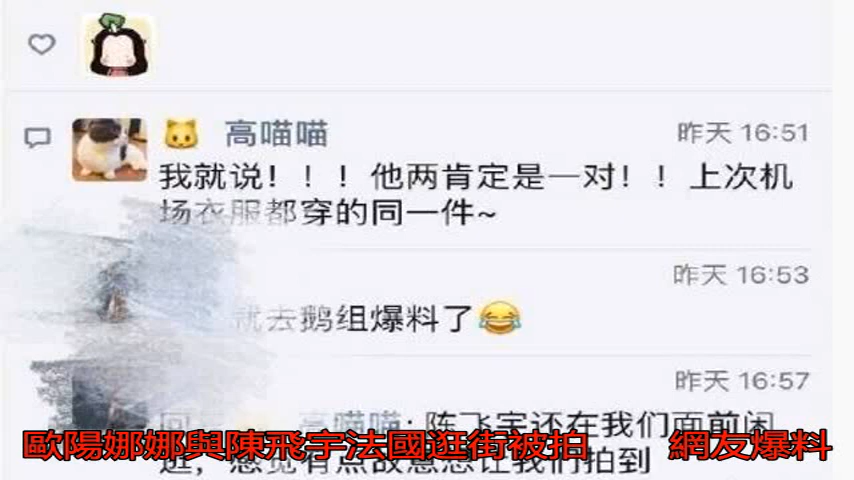 高喵喵
昨天 16:51
我就说！！！他两肯定是一对！！上次机
场衣服都穿的同一件~
昨天 16:53
就去鹅组爆料了😂
昨天 16:57
高喵喵: 陈飞宇还在我们面前闲
逛，感觉有点故意想让我们拍到
歐陽娜娜與陳飛宇法國逛街被拍 網友爆料